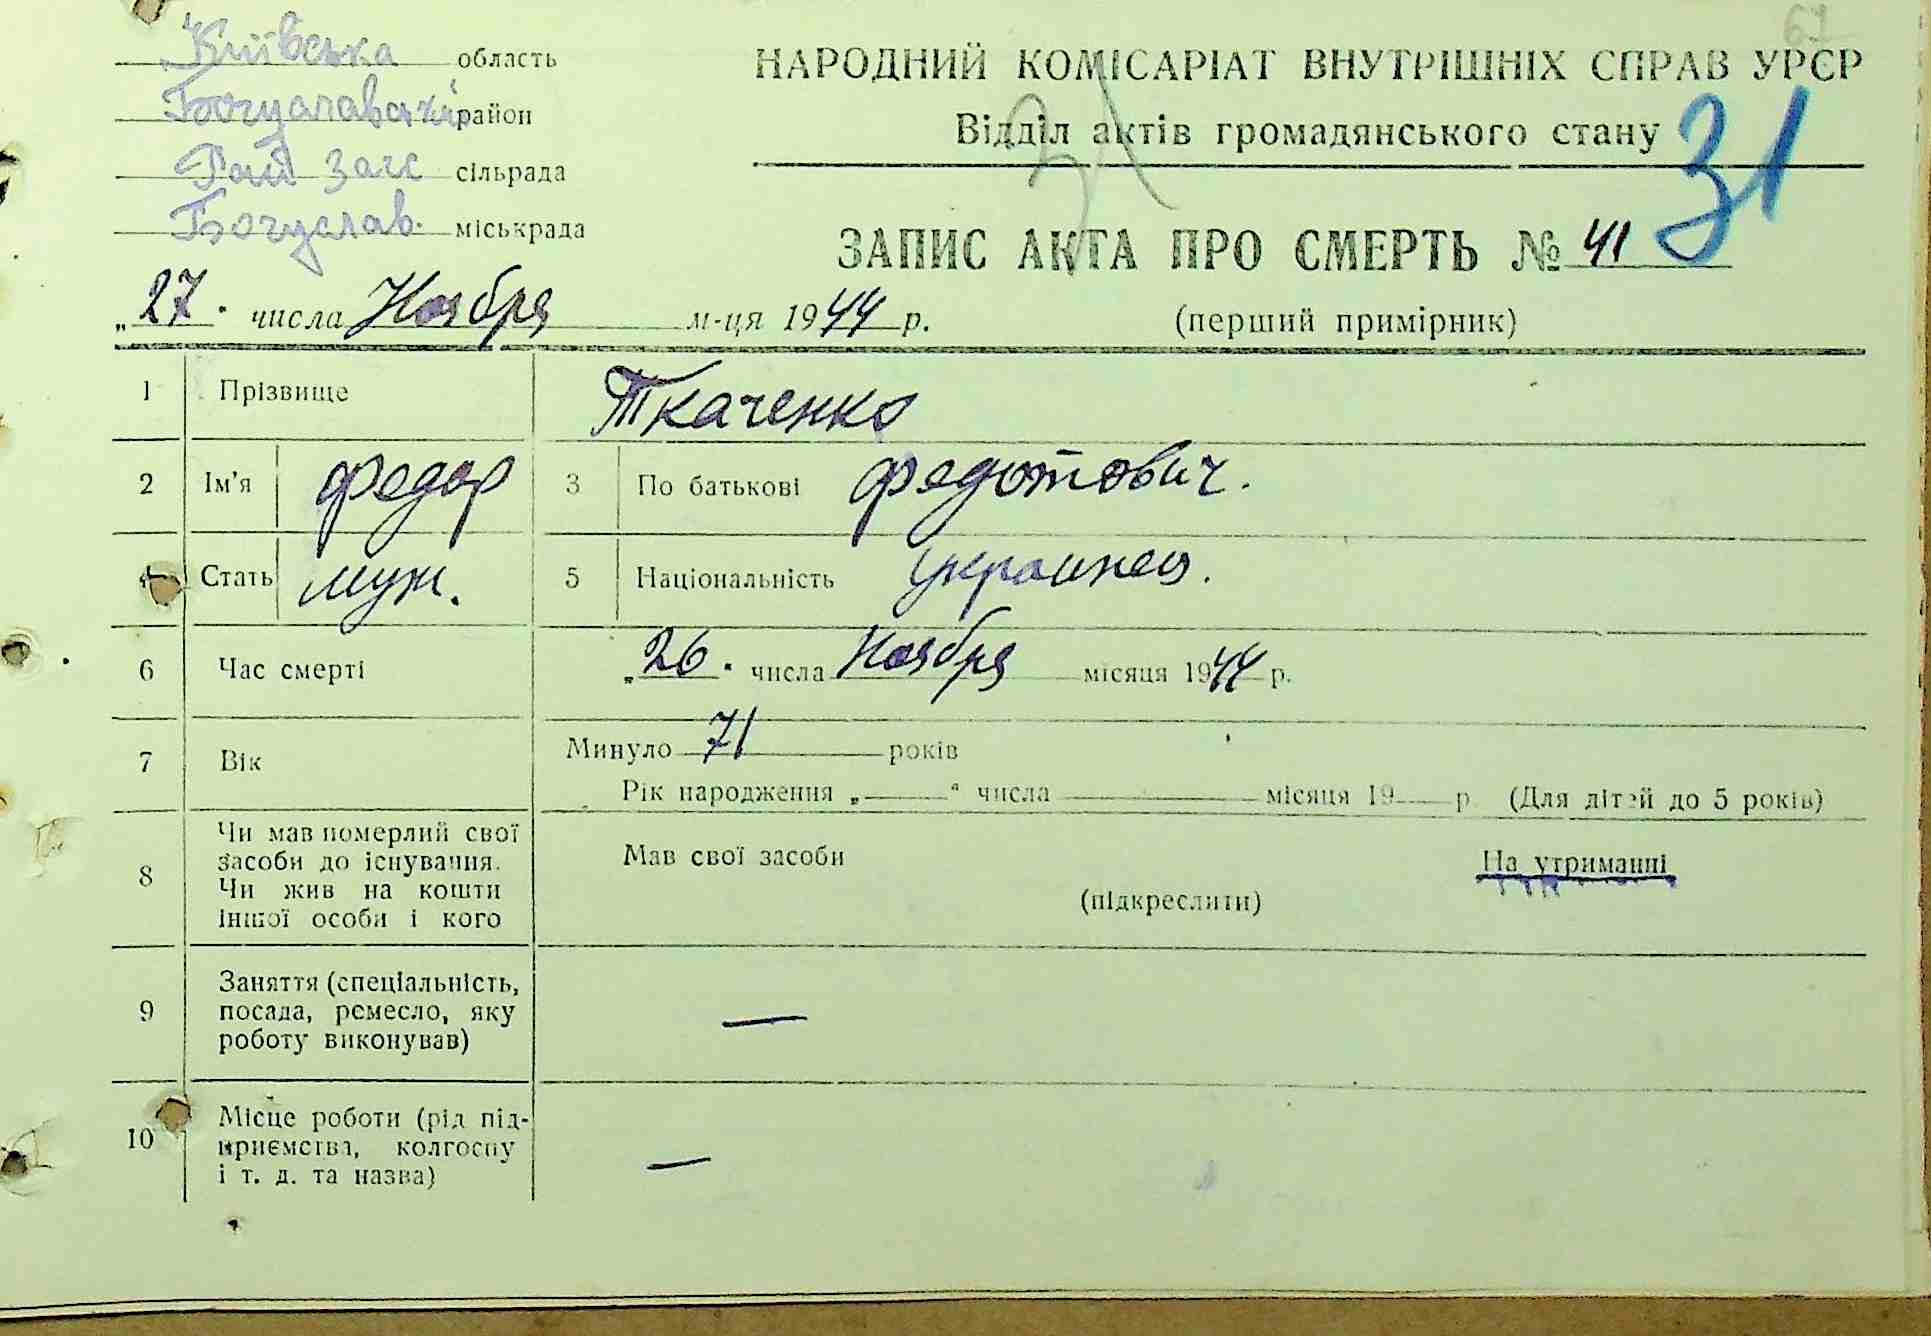 61
Київська область
Богуславський район
Рай загс сільрада
Богуслав міськрада
НАРОДНИЙ КОМІСАРІАТ ВНУТРІШНІХ СПРАВ УРСР
Відділ актів громадянського стану
31
31
ЗАПИС АКТА ПРО СМЕРТЬ № 41
„27. числа Ноября м-ця 1944 р.
(перший примірник)
1 Прізвище Ткаченко
2 Ім'я Федор 3 По батькові Федотович.
4 Стать муж. 5 Національність украинец.
6 Час смерті „26. числа Ноября місяця 1944 р.
7 Вік Минуло 71 років
Рік народження „ “ числа місяця 19 р (Для дітей до 5 років)
8 Чи мав померлий свої
засоби до існування.
Чи жив на кошти
іншої особи і кого
Мав свої засоби На утриманні
(підкреслити)
9 Заняття (спеціальність,
посада, ремесло, яку
роботу виконував)
—
10 Місце роботи (рід під-
приємства, колгоспу
і т. д. та назва)
—